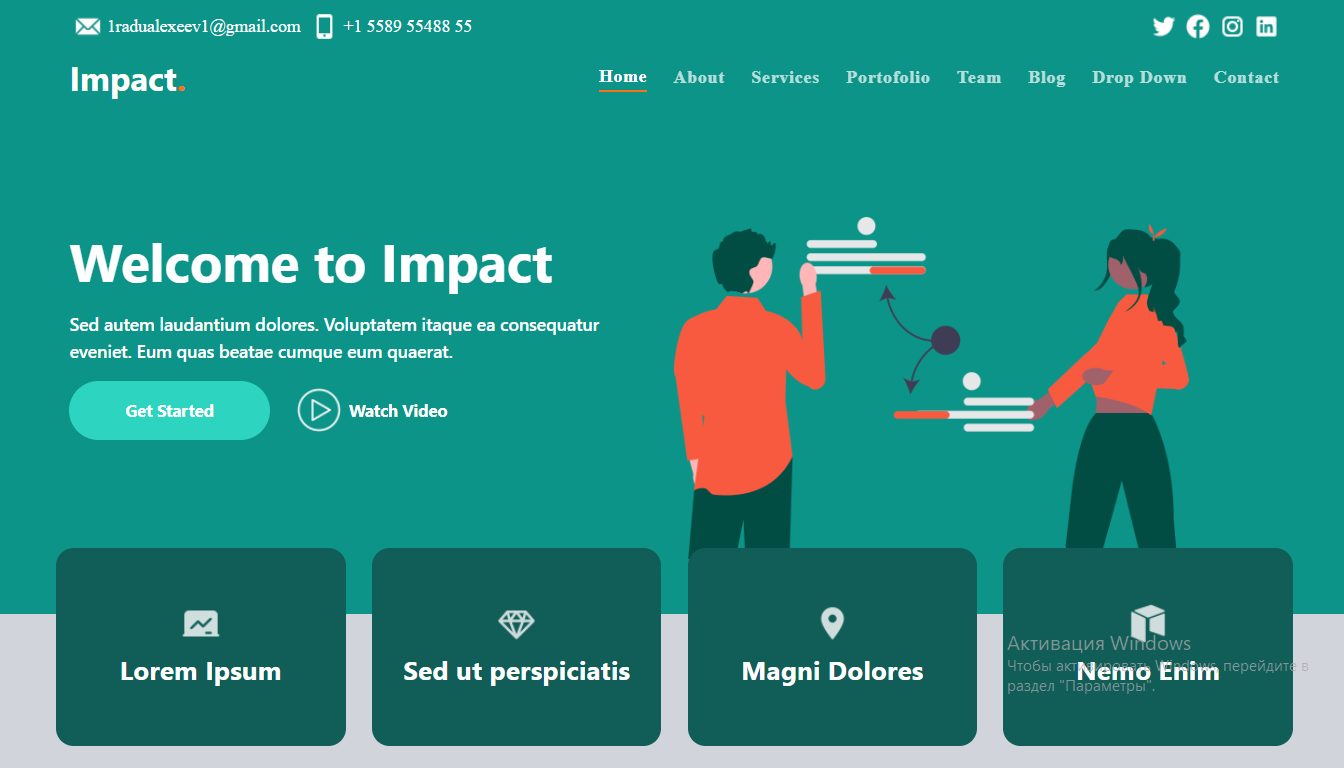 1radualexeev1@gmail.com +1 5589 55488 55
Impact.
Home About Services Portofolio Team Blog Drop Down Contact
Welcome to Impact
Sed autem laudantium dolores. Voluptatem itaque ea consequatur
eveniet. Eum quas beatae cumque eum quaerat.
Get Started Watch Video
Lorem Ipsum
Sed ut perspiciatis
Magni Dolores
Nemo Enim
Активация Windows
Чтобы активировать Windows, перейдите в
раздел "Параметры".